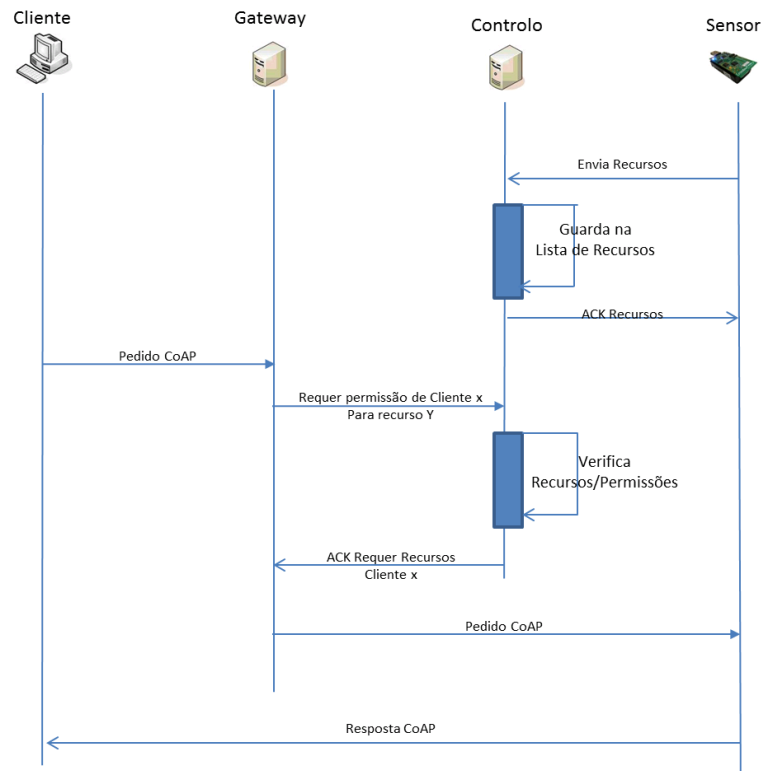 Cliente
Gateway
Controlo
Sensor
Envia Recursos
Guarda na
Lista de Recursos
ACK Recursos
Pedido CoAP
Requer permissão de Cliente x
Para recurso Y
Verifica
Recursos/Permissões
ACK Requer Recursos
Cliente x
Pedido CoAP
Resposta CoAP